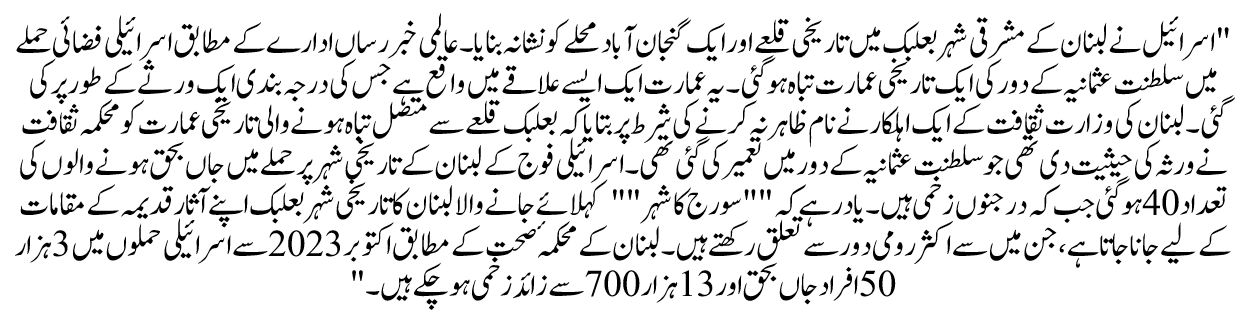 "اسرائیل نے لبنان کے مشرقی شہر بعلبک میں تاریخی قلعے اور ایک گنجان آباد محلے کو نشانہ بنایا۔ عالمی خبر رساں ادارے کے مطابق اسرائیلی فضائی حملے
میں سلطنت عثمانیہ کے دور کی ایک تاریخی عمارت تباہ ہوگئی۔ یہ عمارت ایک ایسے علاقے میں واقع ہے جس کی درجہ بندی ایک ورثے کے طور پر کی
گئی۔ لبنان کی وزارت ثقافت کے ایک اہلکار نے نام ظاہر نہ کرنے کی شرط پر بتایا کہ بعلبک قلعے سے متصل تباہ ہونے والی تاریخی عمارت کو محکمہ ثقافت
نے ورثہ کی حیثیت دی تھی جو سلطنت عثمانیہ کے دور میں تعمیر کی گئی تھی۔ اسرائیلی فوج کے لبنان کے تاریخی شہر پر حملے میں جاں بحق ہونے والوں کی
تعداد 40 ہوگئی جب کہ درجنوں زخمی ہیں۔ یاد رہے کہ ""سورج کا شہر"" کہلائے جانے والا لبنان کا تاریخی شہر بعلبک اپنے آثار قدیمہ کے مقامات
کے لیے جانا جاتا ہے، جن میں سے اکثر رومی دور سے تعلق رکھتے ہیں۔ لبنان کے محکمہ صحت کے مطابق اکتوبر 2023 سے اسرائیلی حملوں میں 3 ہزار
50 افراد جاں بحق اور 13 ہزار 700 سے زائد زخمی ہو چکے ہیں۔"